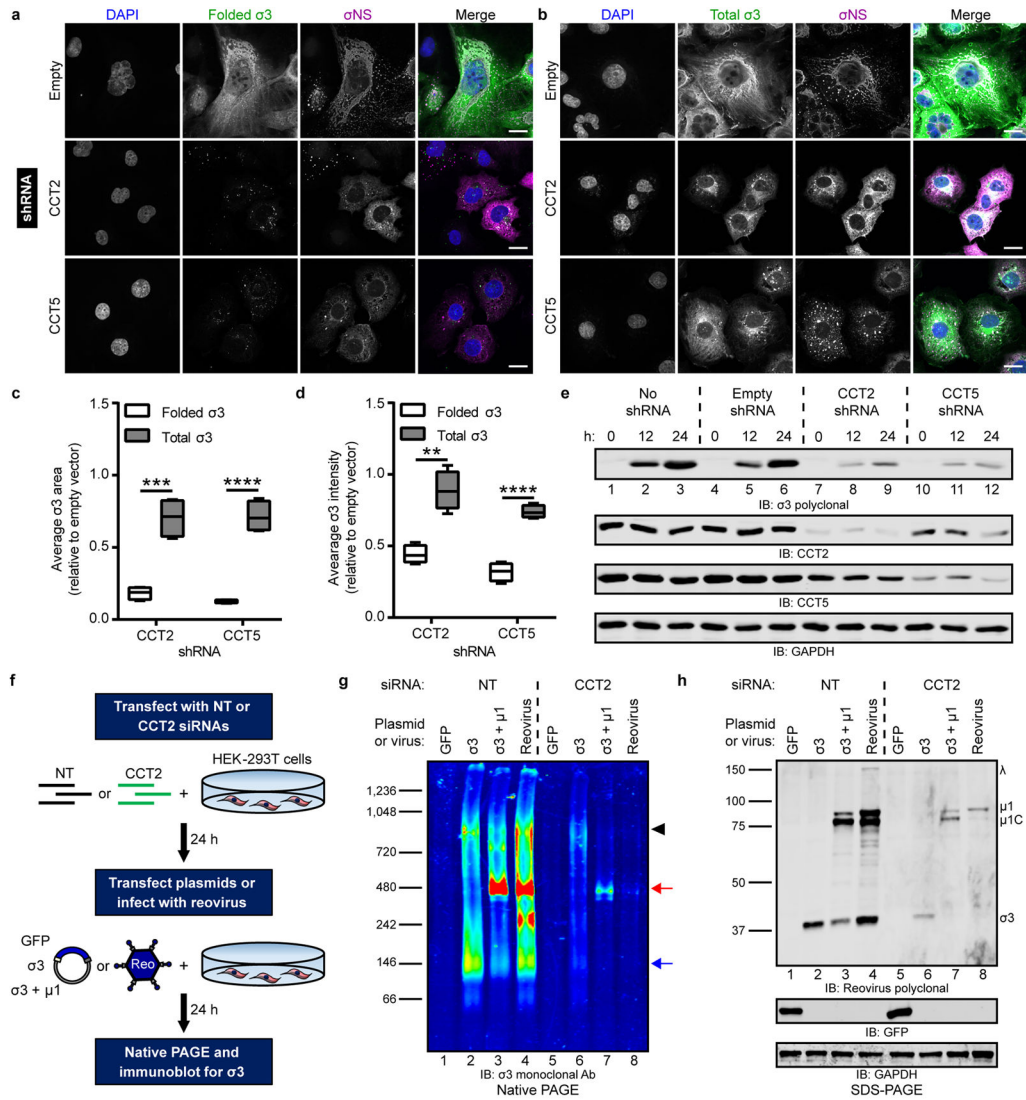 a
DAPI Folded σ3 σNS Merge
shRNA
Empty
CCT2
CCT5
b
DAPI Total σ3 σNS Merge
Empty
CCT2
CCT5
c
Average σ3 area
(relative to empty vector)
1.5
1.0
0.5
0.0
Folded σ3
Total σ3
*** ****
CCT2 CCT5
shRNA
d
Avearage σ3 intensity
(relative to empty vector)
1.5
1.0
0.5
0.0
Folded σ3
Total σ3
** ****
CCT2 CCT5
shRNA
e
No shRNA Empty shRNA CCT2 shRNA CCT5 shRNA
h: 0 12 24 0 12 24 0 12 24 0 12 24
1 2 3 4 5 6 7 8 9 10 11 12
IB: σ3 polyclonal
IB: CCT2
IB: CCT5
IB: GAPDH
f
Transfect with NT or
CCT2 siRNAs
HEK-293T cells
NT or CCT2 +
24 h
Transfect plasmids or
infect with reovirus
GFP
σ3 or Reo +
σ3 + μ1
24 h
Native PAGE and
immunoblot for σ3
g
siRNA: NT CCT2
Plasmid
or virus:
GFP σ3 σ3 + μ1 Reovirus GFP σ3 σ3 + μ1 Reovirus
1,236
1,048
720
480
242
146
66
1 2 3 4 5 6 7 8
IB: σ3 monoclonal Ab
Native PAGE
h
siRNA: NT CCT2
Plasmid
or virus:
GFP σ3 σ3 + μ1 Reovirus GFP σ3 σ3 + μ1 Reovirus
150
100
75
50
37
λ
μ1
μ1C
σ3
1 2 3 4 5 6 7 8
IB: Reovirus polyclonal
IB: GFP
IB: GAPDH
SDS-PAGE